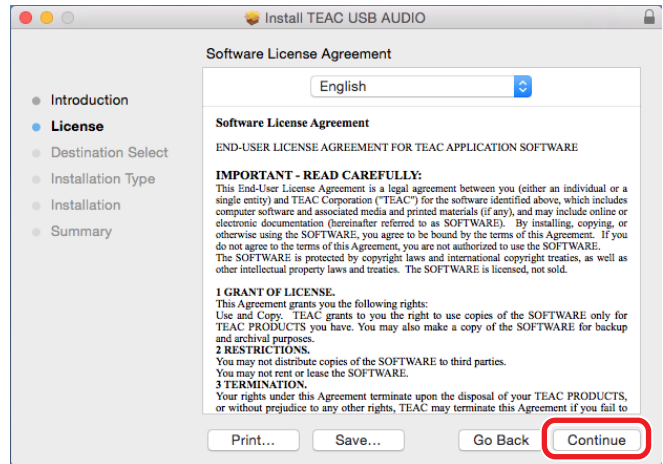 Install TEAC USB AUDIO
Software License Agreement
Introduction
License
Destination Select
Installation Type
Installation
Summary
English
Software License Agreement
END-USER LICENSE AGREEMENT FOR TEAC APPLICATION SOFTWARE
IMPORTANT - READ CAREFULLY:
This End-User License Agreement is a legal agreement between you (either an individual or a
single entity) and TEAC Corporation ("TEAC") for the software identified above, which includes
computer software and associated media and printed materials (if any), and may include online or
electronic documentation (hereinafter referred to as SOFTWARE). By installing, copying, or
otherwise using the SOFTWARE, you agree to be bound by the terms of this Agreement. If you
do not agree to the terms of this Agreement, you are not authorized to use the SOFTWARE.
The SOFTWARE is protected by copyright laws and international copyright treaties, as well as
other intellectual property laws and treaties. The SOFTWARE is licensed, not sold.
1 GRANT OF LICENSE.
This Agreement grants you the following rights:
Use and Copy. TEAC grants to you the right to use copies of the SOFTWARE only for
TEAC PRODUCTS you have. You may also make a copy of the SOFTWARE for backup
and archival purposes.
2 RESTRICTIONS.
You may not distribute copies of the SOFTWARE to third parties.
You may not rent or lease the SOFTWARE.
3 TERMINATION.
Your rights under this Agreement terminate upon the disposal of your TEAC PRODUCTS,
or without prejudice to any other rights, TEAC may terminate this Agreement if you fail to
Print... Save... Go Back Continue